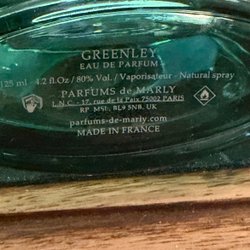 GREENLEY
EAU DE PARFUM
125 ml - 4.2 fl.Oz / 80% Vol. / Vaporisateur - Natural spray
PARFUMS de MARLY
L.N.C. - 17, rue de la Paix 75002 PARIS
RP MSL, BL9 5NB, UK
parfums-de-marly.com
MADE IN FRANCE